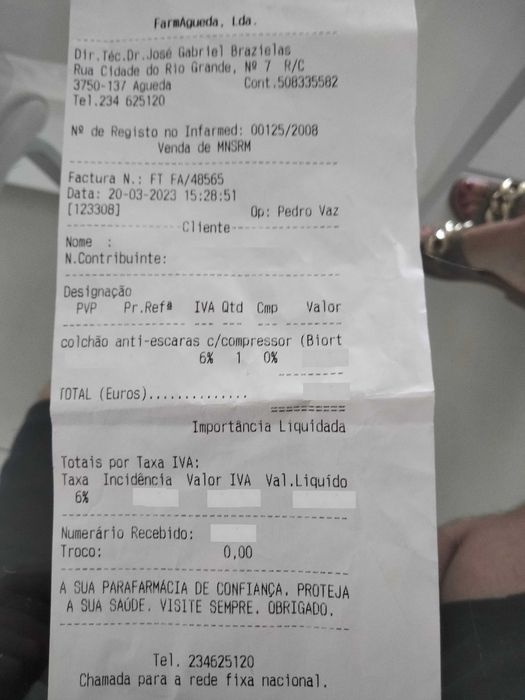 FarmAgueda, Lda.
Dir.Téc.Dr.José Gabriel Brazielas
Rua Cidade do Rio Grande, Nº 7 R/C
3750-137 Agueda Cont.508335582
Tel.234 625120
Nº de Registo no Infarmed: 00125/2008
Venda de MNSRM
Factura N.: FT FA/48565
Data: 20-03-2023 15:28:51
[123308] Op: Pedro Vaz
Cliente
Nome :
N.Contribuinte:
Designação
PVP Pr.Refª IVA Qtd Cmp Valor
colchão anti-escaras c/compressor (Biort
6% 1 0%
TOTAL (Euros)..............
==========
Importância Liquidada
Totais por Taxa IVA:
Taxa Incidência Valor IVA Val.Liquido
6%
Numerário Recebido:
Troco: 0,00
A SUA PARAFARMÁCIA DE CONFIANÇA. PROTEJA
A SUA SAÚDE. VISITE SEMPRE. OBRIGADO.
Tel. 234625120
Chamada para a rede fixa nacional.